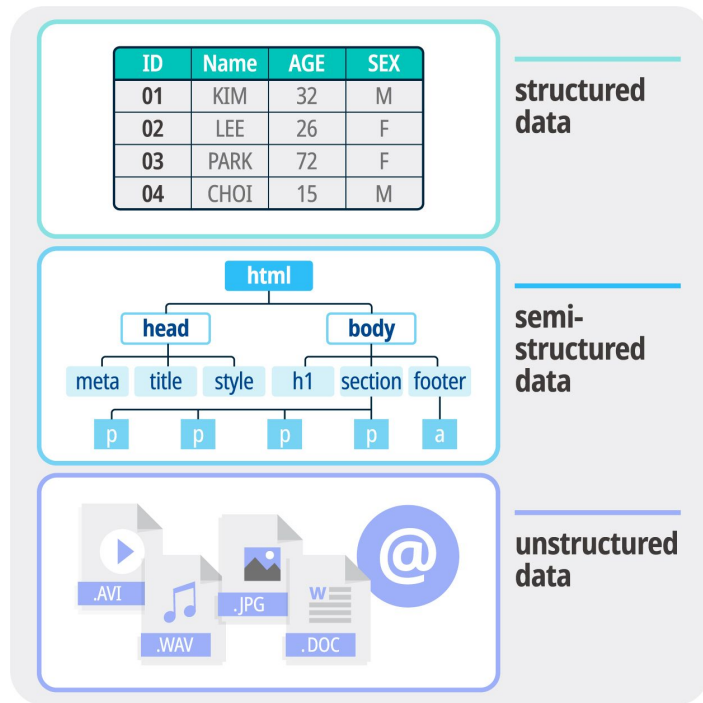 ID Name AGE SEX
01 KIM 32 M
02 LEE 26 F
03 PARK 72 F
04 CHOI 15 M
structured
data
html
head body
meta title style h1 section footer
p p p p a
semi-
structured
data
@
.AVI
W
.JPG
.WAV .DOC
unstructured
data